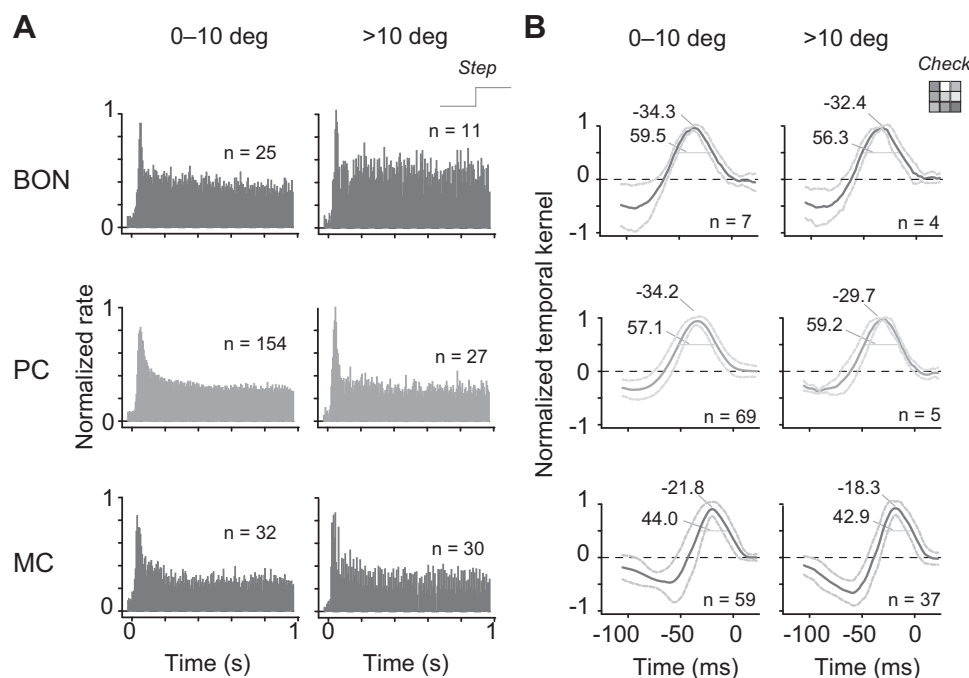 A
0–10 deg
>10 deg
Step
BON
1
0
n = 25
n = 11
PC
Normalized rate
1
0
n = 154
n = 27
MC
1
0
n = 32
n = 30
0
1
0
1
Time (s)
Time (s)
B
0–10 deg
>10 deg
Check
Normalized temporal kernel
1
0
-1
-34.3
59.5
n = 7
-32.4
56.3
n = 4
1
0
-1
-34.2
57.1
n = 69
-29.7
59.2
n = 5
1
0
-1
-21.8
44.0
n = 59
-18.3
42.9
n = 37
-100
-50
0
-100
-50
0
Time (ms)
Time (ms)